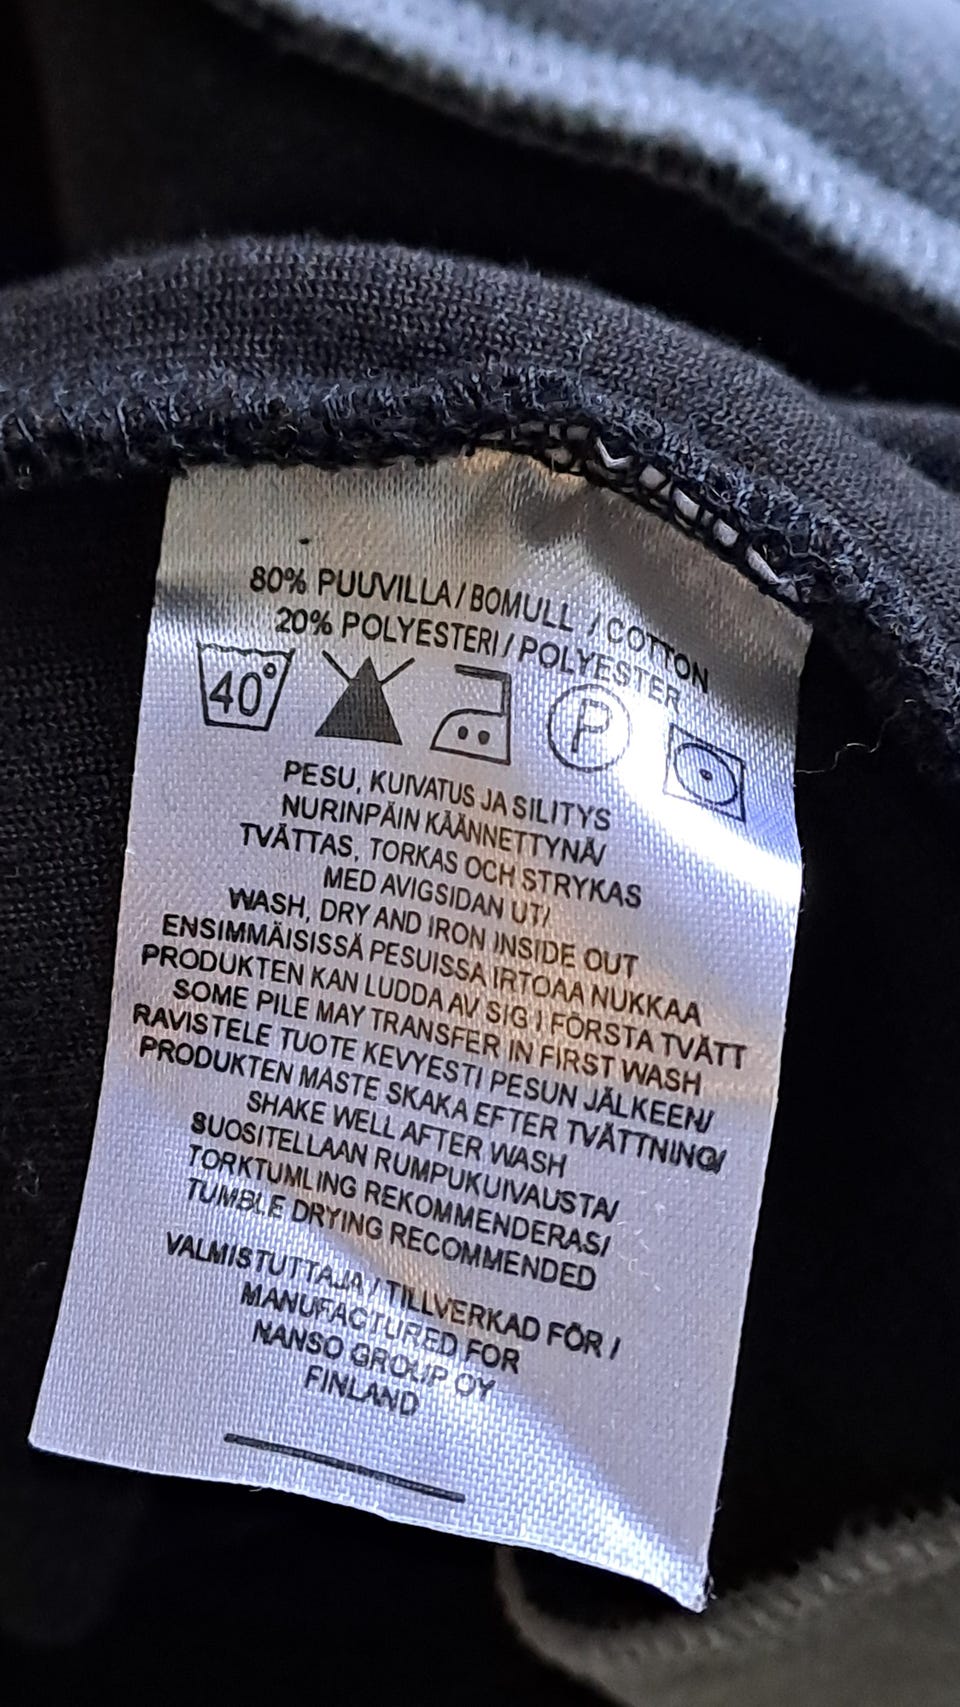 80% PUUVILLA / BOMULL / COTTON
20% POLYESTERI / POLYESTER
40° P
PESU, KUIVATUS JA SILITYS
NURINPÄIN KÄÄNNETTYNÄ/
TVÄTTAS, TORKAS OCH STRYKAS
MED AVIGSIDAN UT/
WASH, DRY AND IRON INSIDE OUT
ENSIMMÄISISSÄ PESUISSA IRTOAA NUKKAA
PRODUKTEN KAN LUDDA AV SIG I FÖRSTA TVÄTT
SOME PILE MAY TRANSFER IN FIRST WASH
RAVISTELE TUOTE KEVYESTI PESUN JÄLKEEN/
PRODUKTEN MASTE SKAKA EFTER TVÄTTNING/
SHAKE WELL AFTER WASH
SUOSITELLAAN RUMPUKUIVAUSTA/
TORKTUMLING REKOMMENDERAS/
TUMBLE DRYING RECOMMENDED
VALMISTUTTAJA / TILLVERKAD FÖR /
MANUFACTURED FOR
NANSO GROUP OY
FINLAND